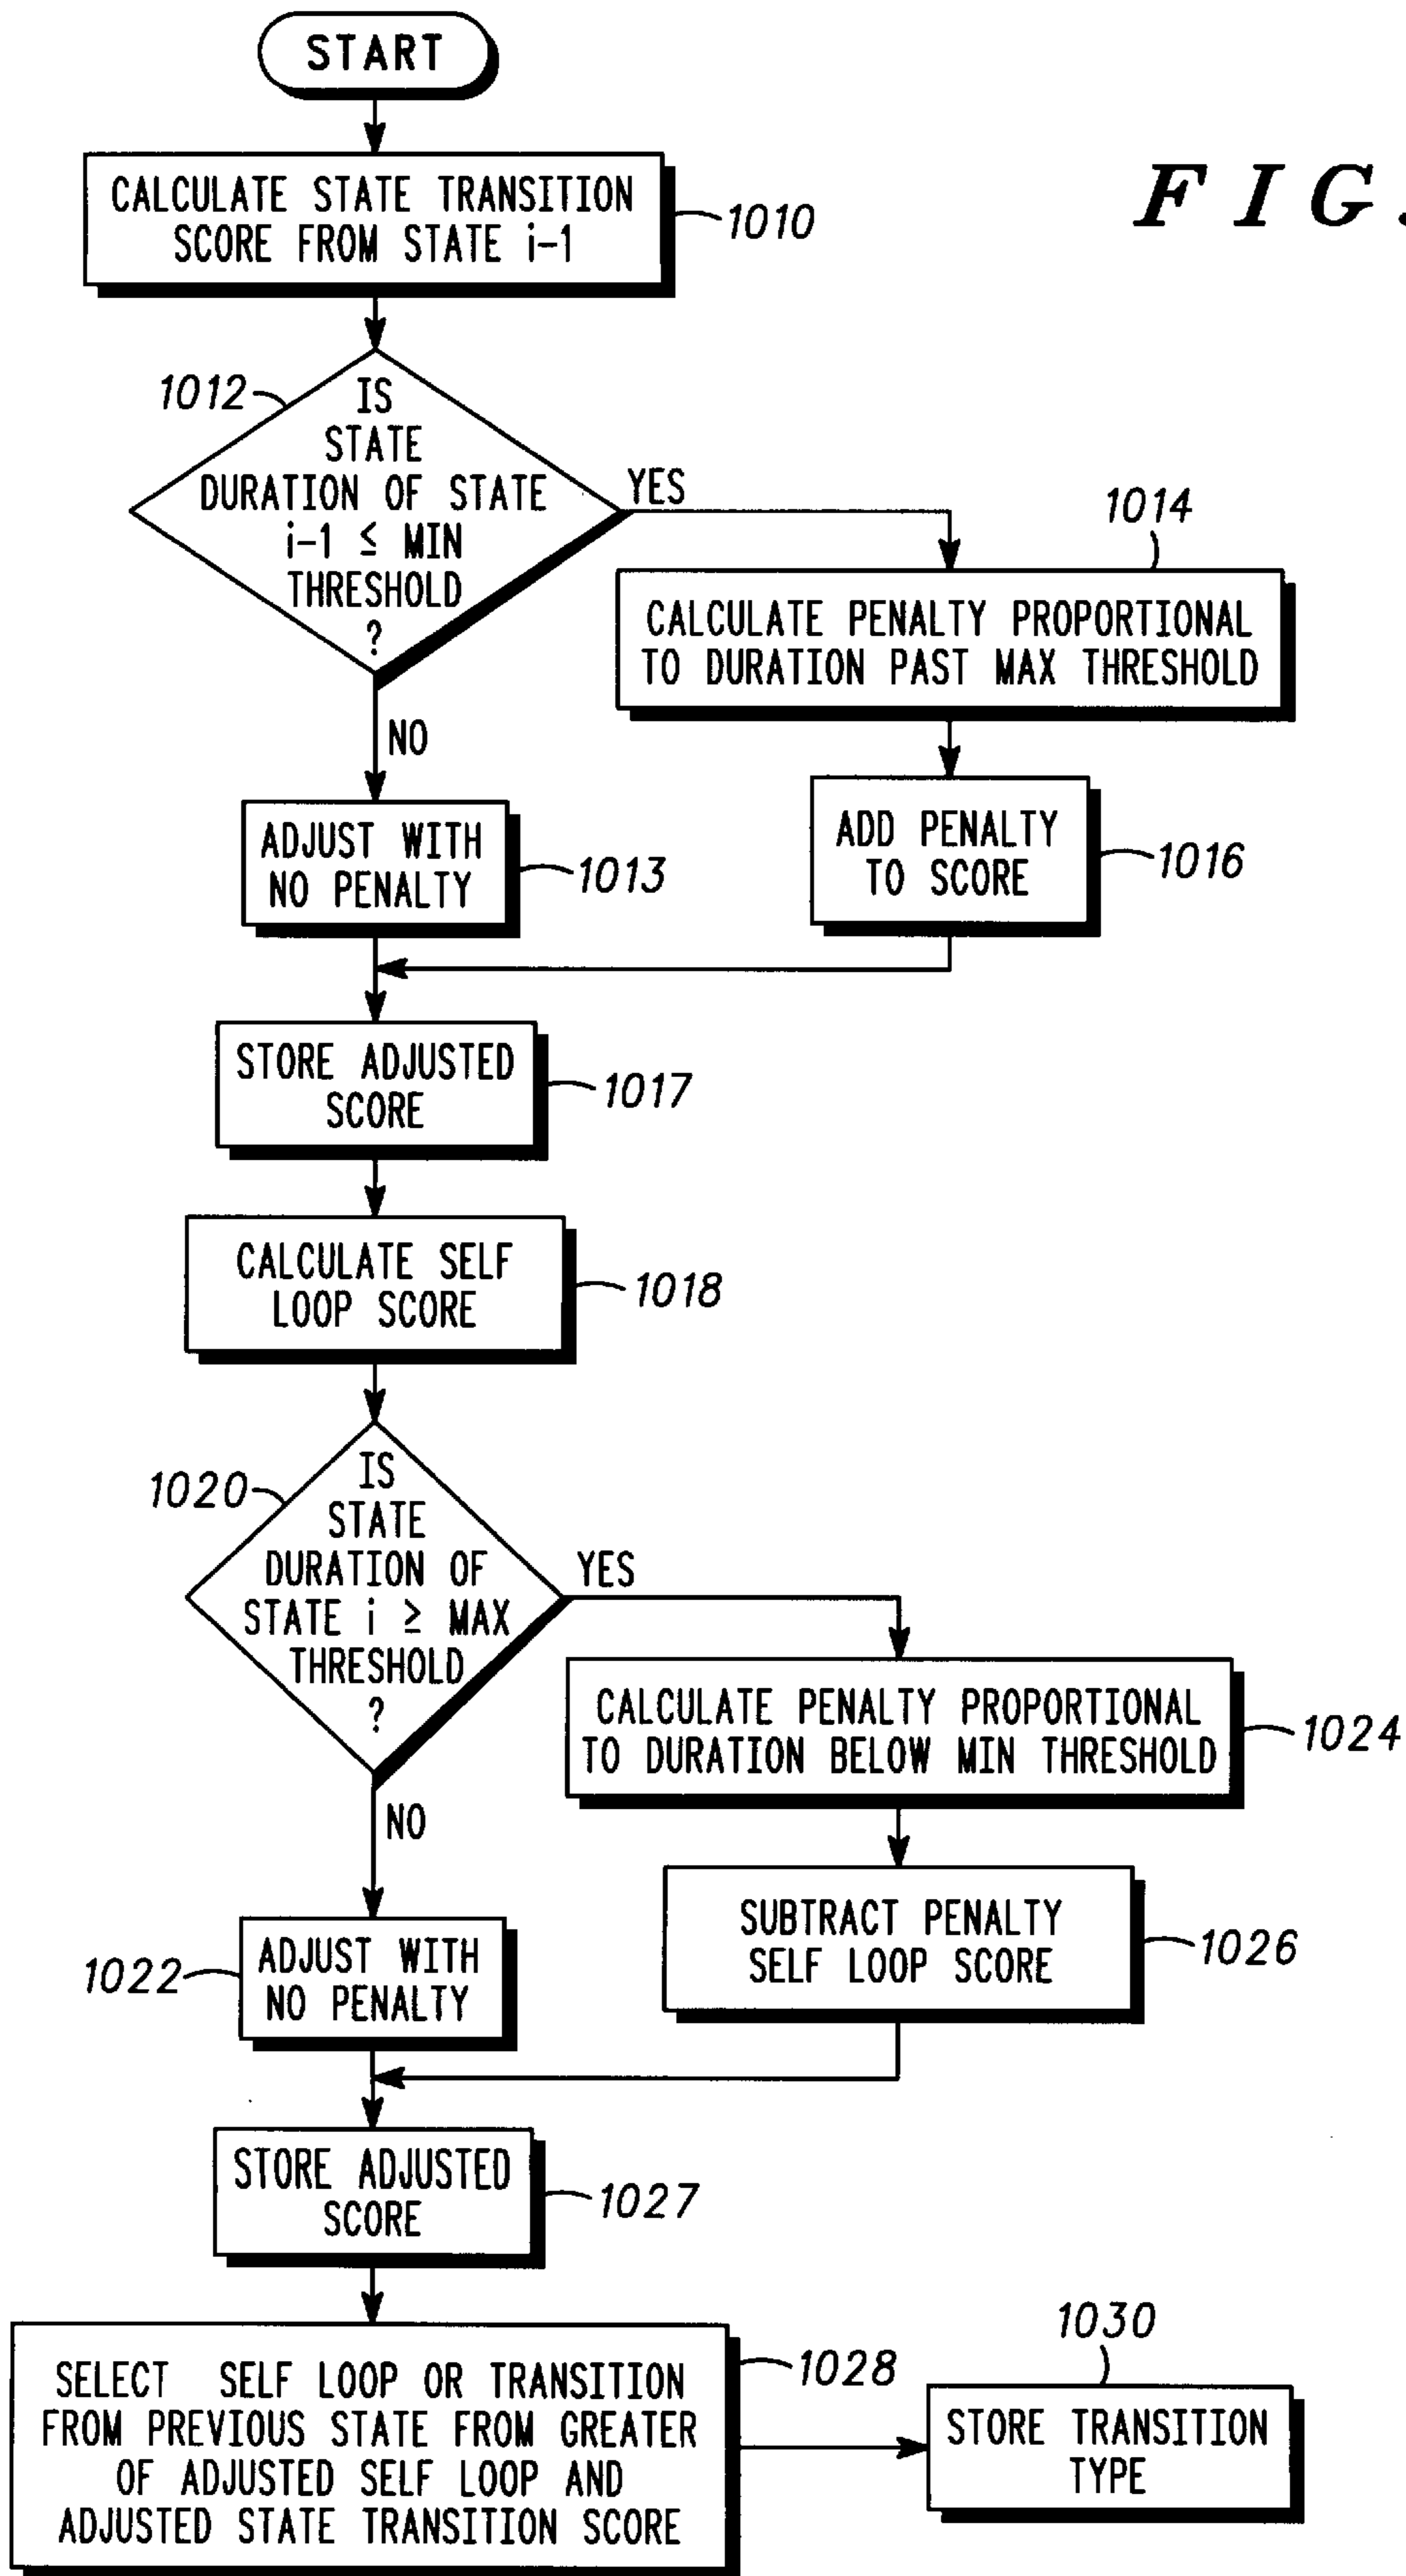 START
FIG.
CALCULATE STATE TRANSITION
SCORE FROM STATE i-1
1010
1012
IS
STATE
DURATION OF STATE
i-1 ≤ MIN
THRESHOLD
?
YES
1014
CALCULATE PENALTY PROPORTIONAL
TO DURATION PAST MAX THRESHOLD
NO
ADJUST WITH
NO PENALTY
1013
ADD PENALTY
TO SCORE
1016
STORE ADJUSTED
SCORE
1017
CALCULATE SELF
LOOP SCORE
1018
1020
IS
STATE
DURATION OF
STATE i ≥ MAX
THRESHOLD
?
YES
CALCULATE PENALTY PROPORTIONAL
TO DURATION BELOW MIN THRESHOLD
1024
NO
1022
ADJUST WITH
NO PENALTY
SUBTRACT PENALTY
SELF LOOP SCORE
1026
STORE ADJUSTED
SCORE
1027
SELECT SELF LOOP OR TRANSITION
FROM PREVIOUS STATE FROM GREATER
OF ADJUSTED SELF LOOP AND
ADJUSTED STATE TRANSITION SCORE
1028
1030
STORE TRANSITION
TYPE